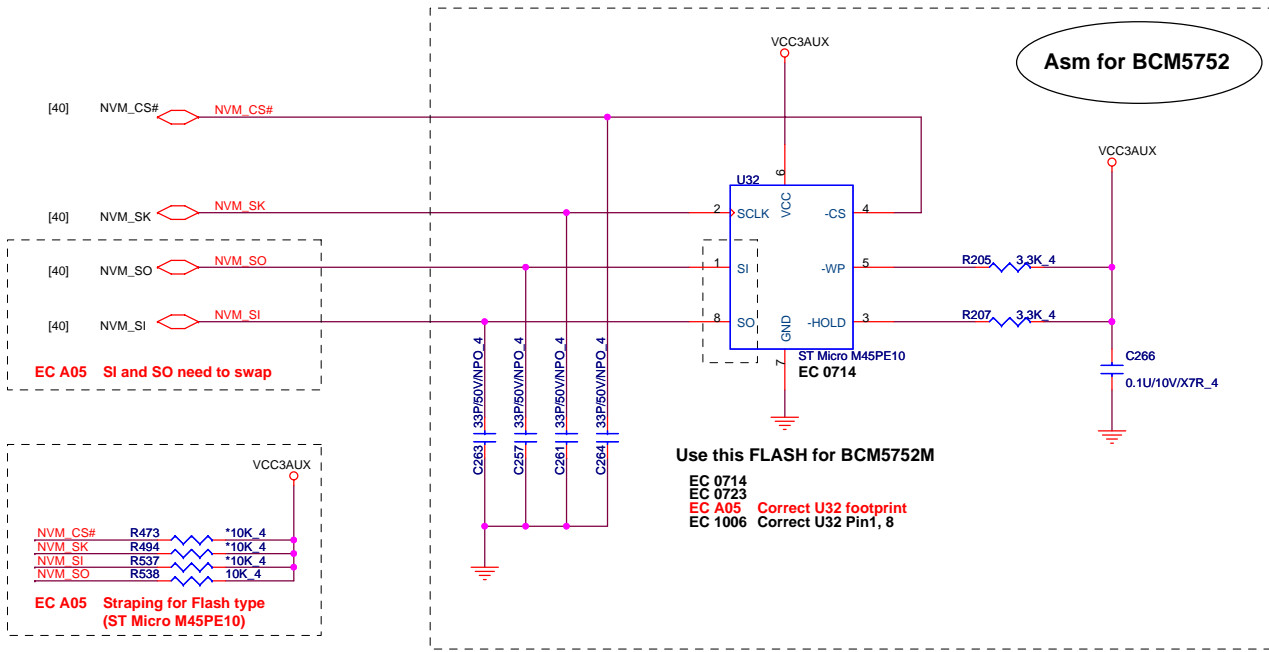 Asm for BCM5752
VCC3AUX
[40] NVM_CS# NVM_CS#
VCC3AUX
U32
6
VCC
[40] NVM_SK NVM_SK
2 SCLK
-CS 4
[40] NVM_SO NVM_SO
1 SI
-WP 5
R205 3.3K_4
[40] NVM_SI NVM_SI
8 SO
-HOLD 3
R207 3.3K_4
GND
7
ST Micro M45PE10
EC 0714
EC A05 SI and SO need to swap
C266
0.1U/10V/X7R_4
C263 33P/50V/NPO_4
C257 33P/50V/NPO_4
C261 33P/50V/NPO_4
C264 33P/50V/NPO_4
Use this FLASH for BCM5752M
EC 0714
EC 0723
EC A05 Correct U32 footprint
EC 1006 Correct U32 Pin1, 8
VCC3AUX
NVM_CS# R473 *10K_4
NVM_SK R494 *10K_4
NVM_SI R537 *10K_4
NVM_SO R538 10K_4
EC A05 Straping for Flash type
(ST Micro M45PE10)